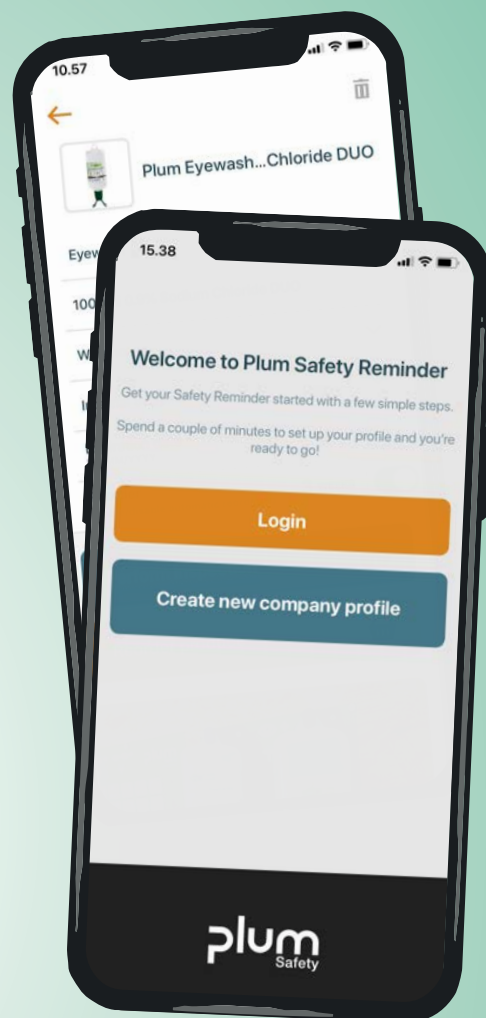 10.57
Plum Eyewash...Chloride DUO
100
15.38
Welcome to Plum Safety Reminder
Get your Safety Reminder started with a few simple steps.
Spend a couple of minutes to set up your profile and you're
ready to go!
Login
Create new company profile
plum
Safety